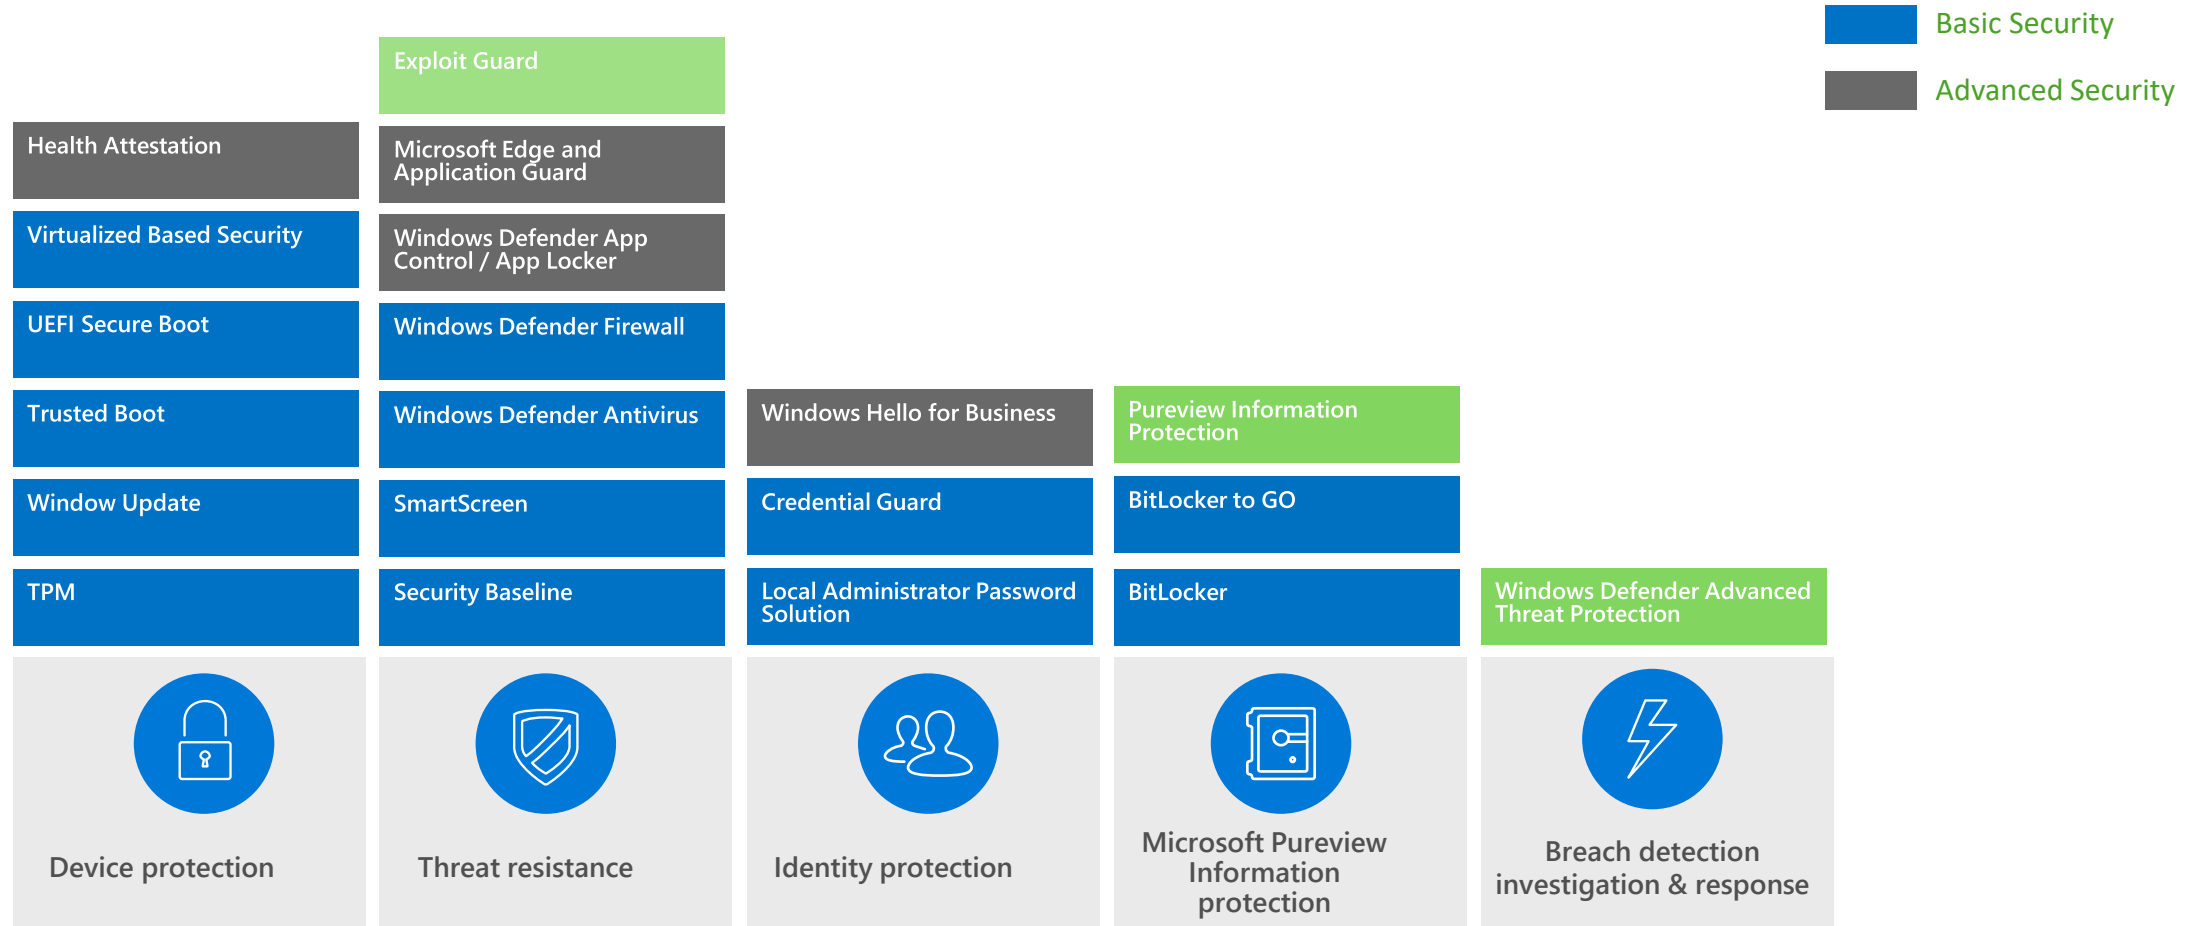 Basic Security
Advanced Security
Health Attestation
Virtualized Based Security
UEFI Secure Boot
Trusted Boot
Window Update
TPM
Device protection
Exploit Guard
Microsoft Edge and
Application Guard
Windows Defender App
Control / App Locker
Windows Defender Firewall
Windows Defender Antivirus
SmartScreen
Security Baseline
Threat resistance
Windows Hello for Business
Credential Guard
Local Administrator Password
Solution
Identity protection
Pureview Information
Protection
BitLocker to GO
BitLocker
Microsoft Pureview
Information
protection
Windows Defender Advanced
Threat Protection
Breach detection
investigation & response